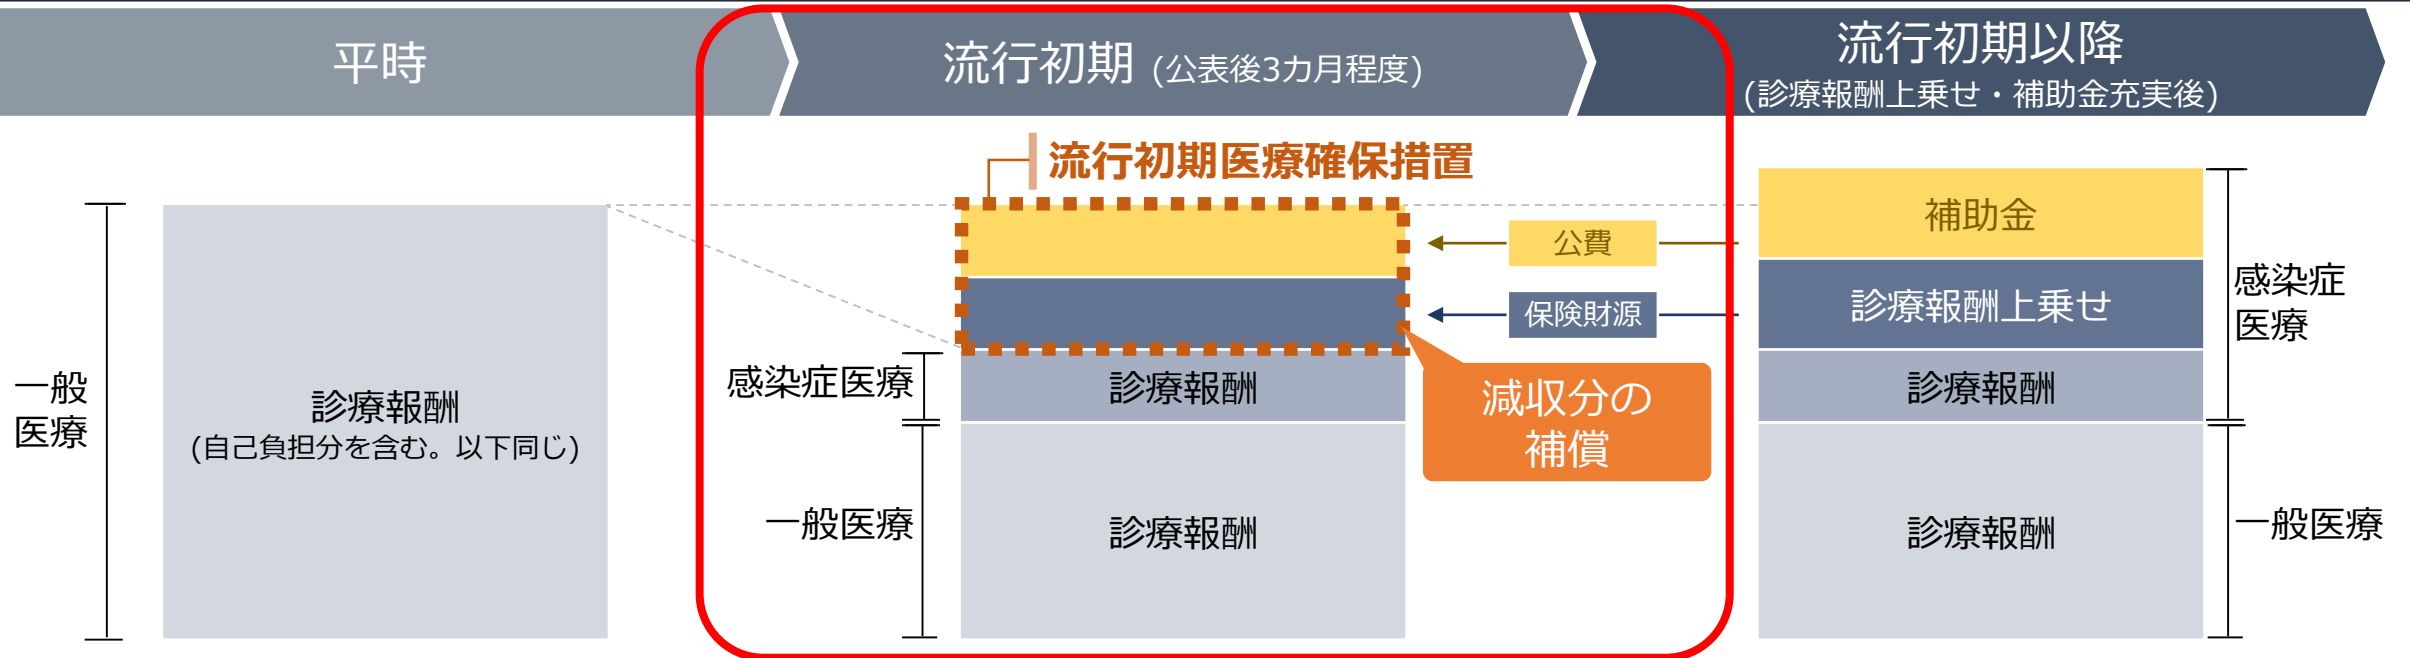 平時
流行初期 (公表後3カ月程度)
流行初期以降
(診療報酬上乗せ・補助金充実後)
一般
医療
診療報酬
(自己負担分を含む。以下同じ)
流行初期医療確保措置
公費
保険財源
減収分の
補償
感染症医療
診療報酬
一般医療
診療報酬
補助金
診療報酬上乗せ
診療報酬
診療報酬
感染症
医療
一般医療